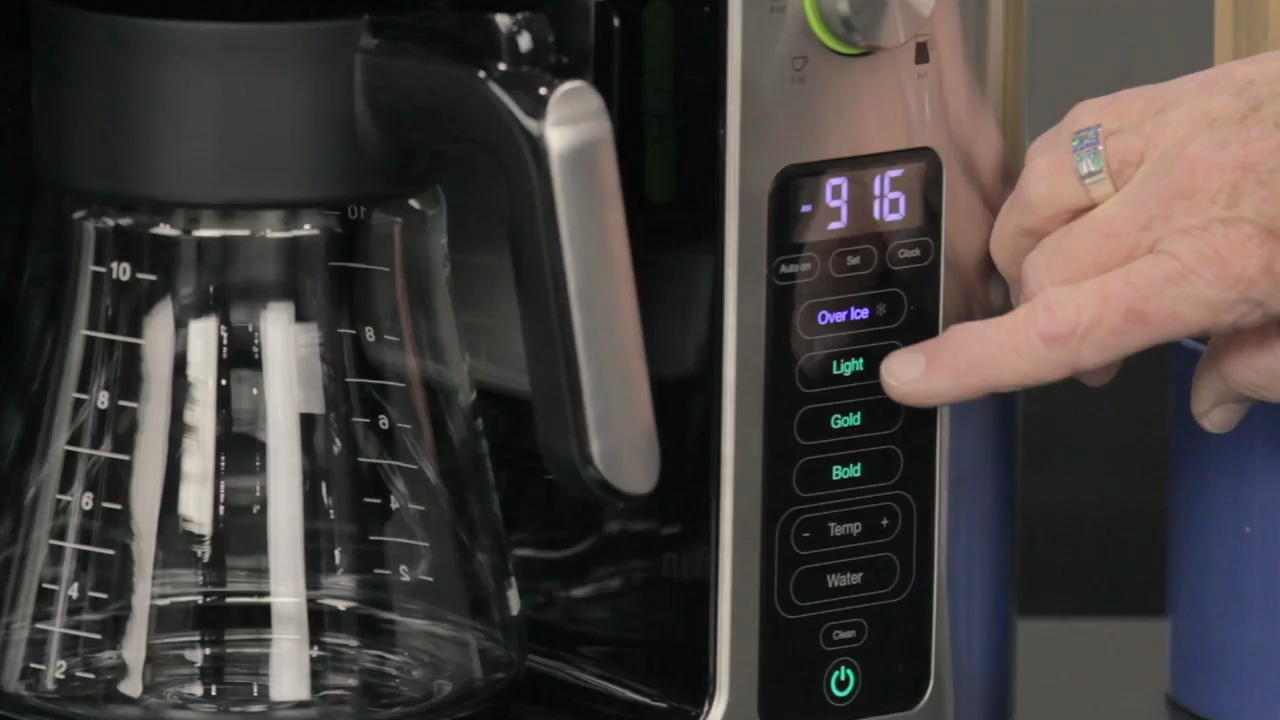 - 9 16
Auto on Set Clock
Over Ice
Light
Gold
Bold
- Temp +
Water
Clean
10
8
6
4
2
10
8
6
4
2